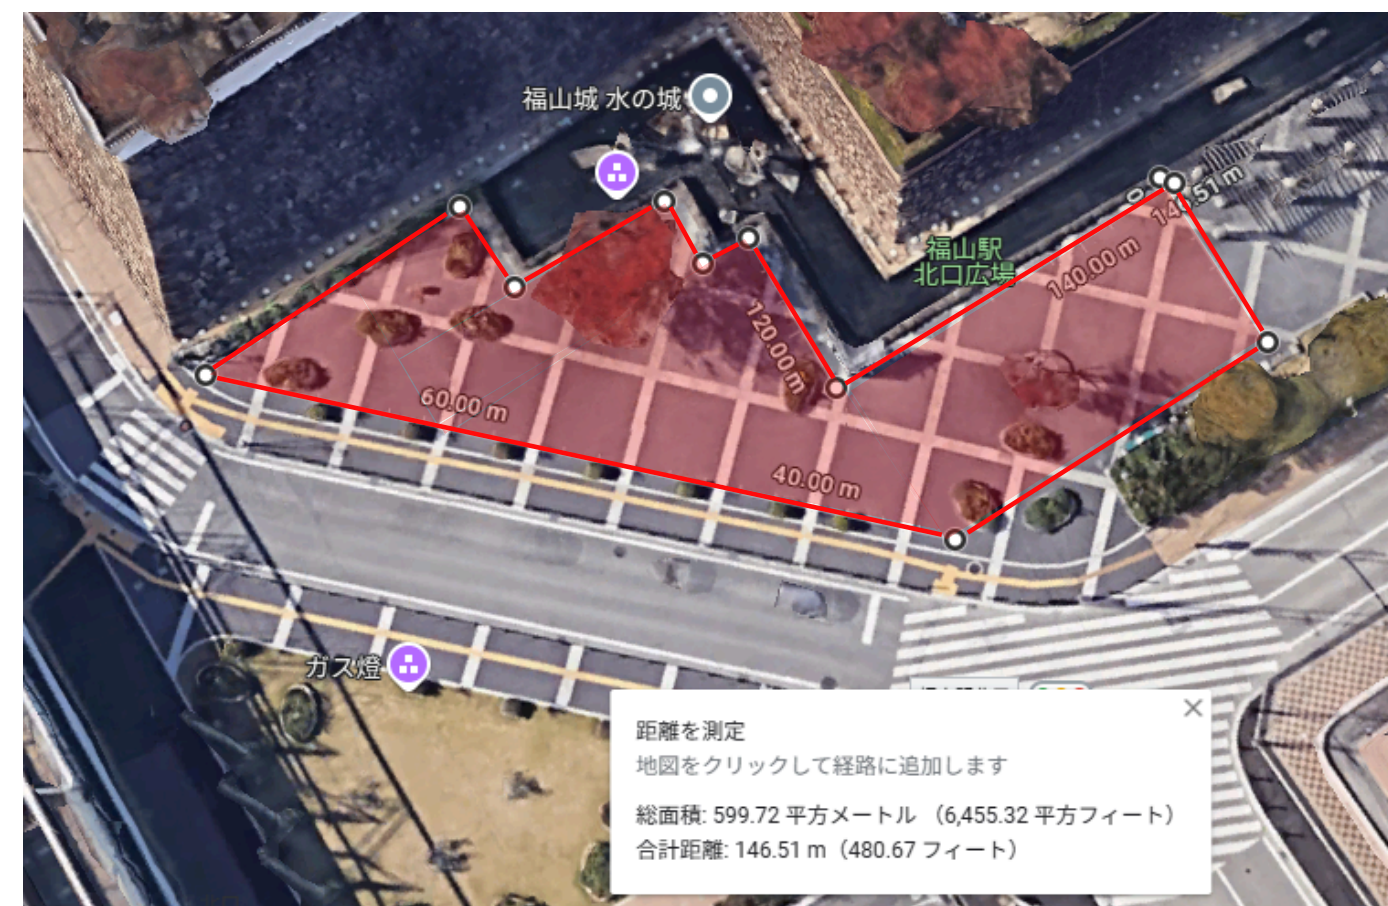 福山城 水の城
146.51 m
福山駅
北口広場
140.00 m
120.00 m
60.00 m
40.00 m
ガス燈
距離を測定
地図をクリックして経路に追加します
総面積: 599.72 平方メートル （6,455.32 平方フィート）
合計距離: 146.51 m（480.67 フィート）